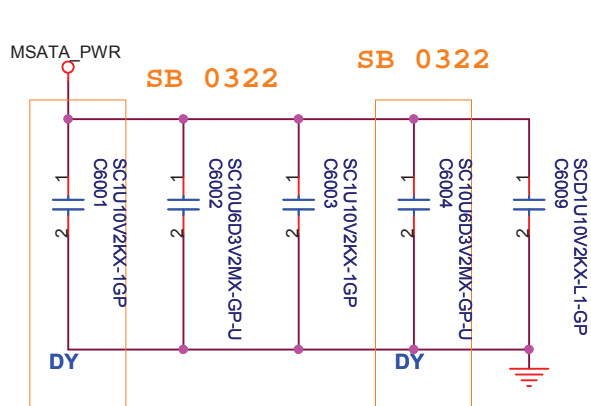 MSATA_PWR
SB 0322
SB 0322
1
2
C6001
SC1U10V2KX-1GP
1
2
C6002
SC10U6D3V2MX-GP-U
1
2
C6003
SC1U10V2KX-1GP
1
2
C6004
SC10U6D3V2MX-GP-U
1
2
C6009
SCD1U10V2KX-L1-GP
DY
DY